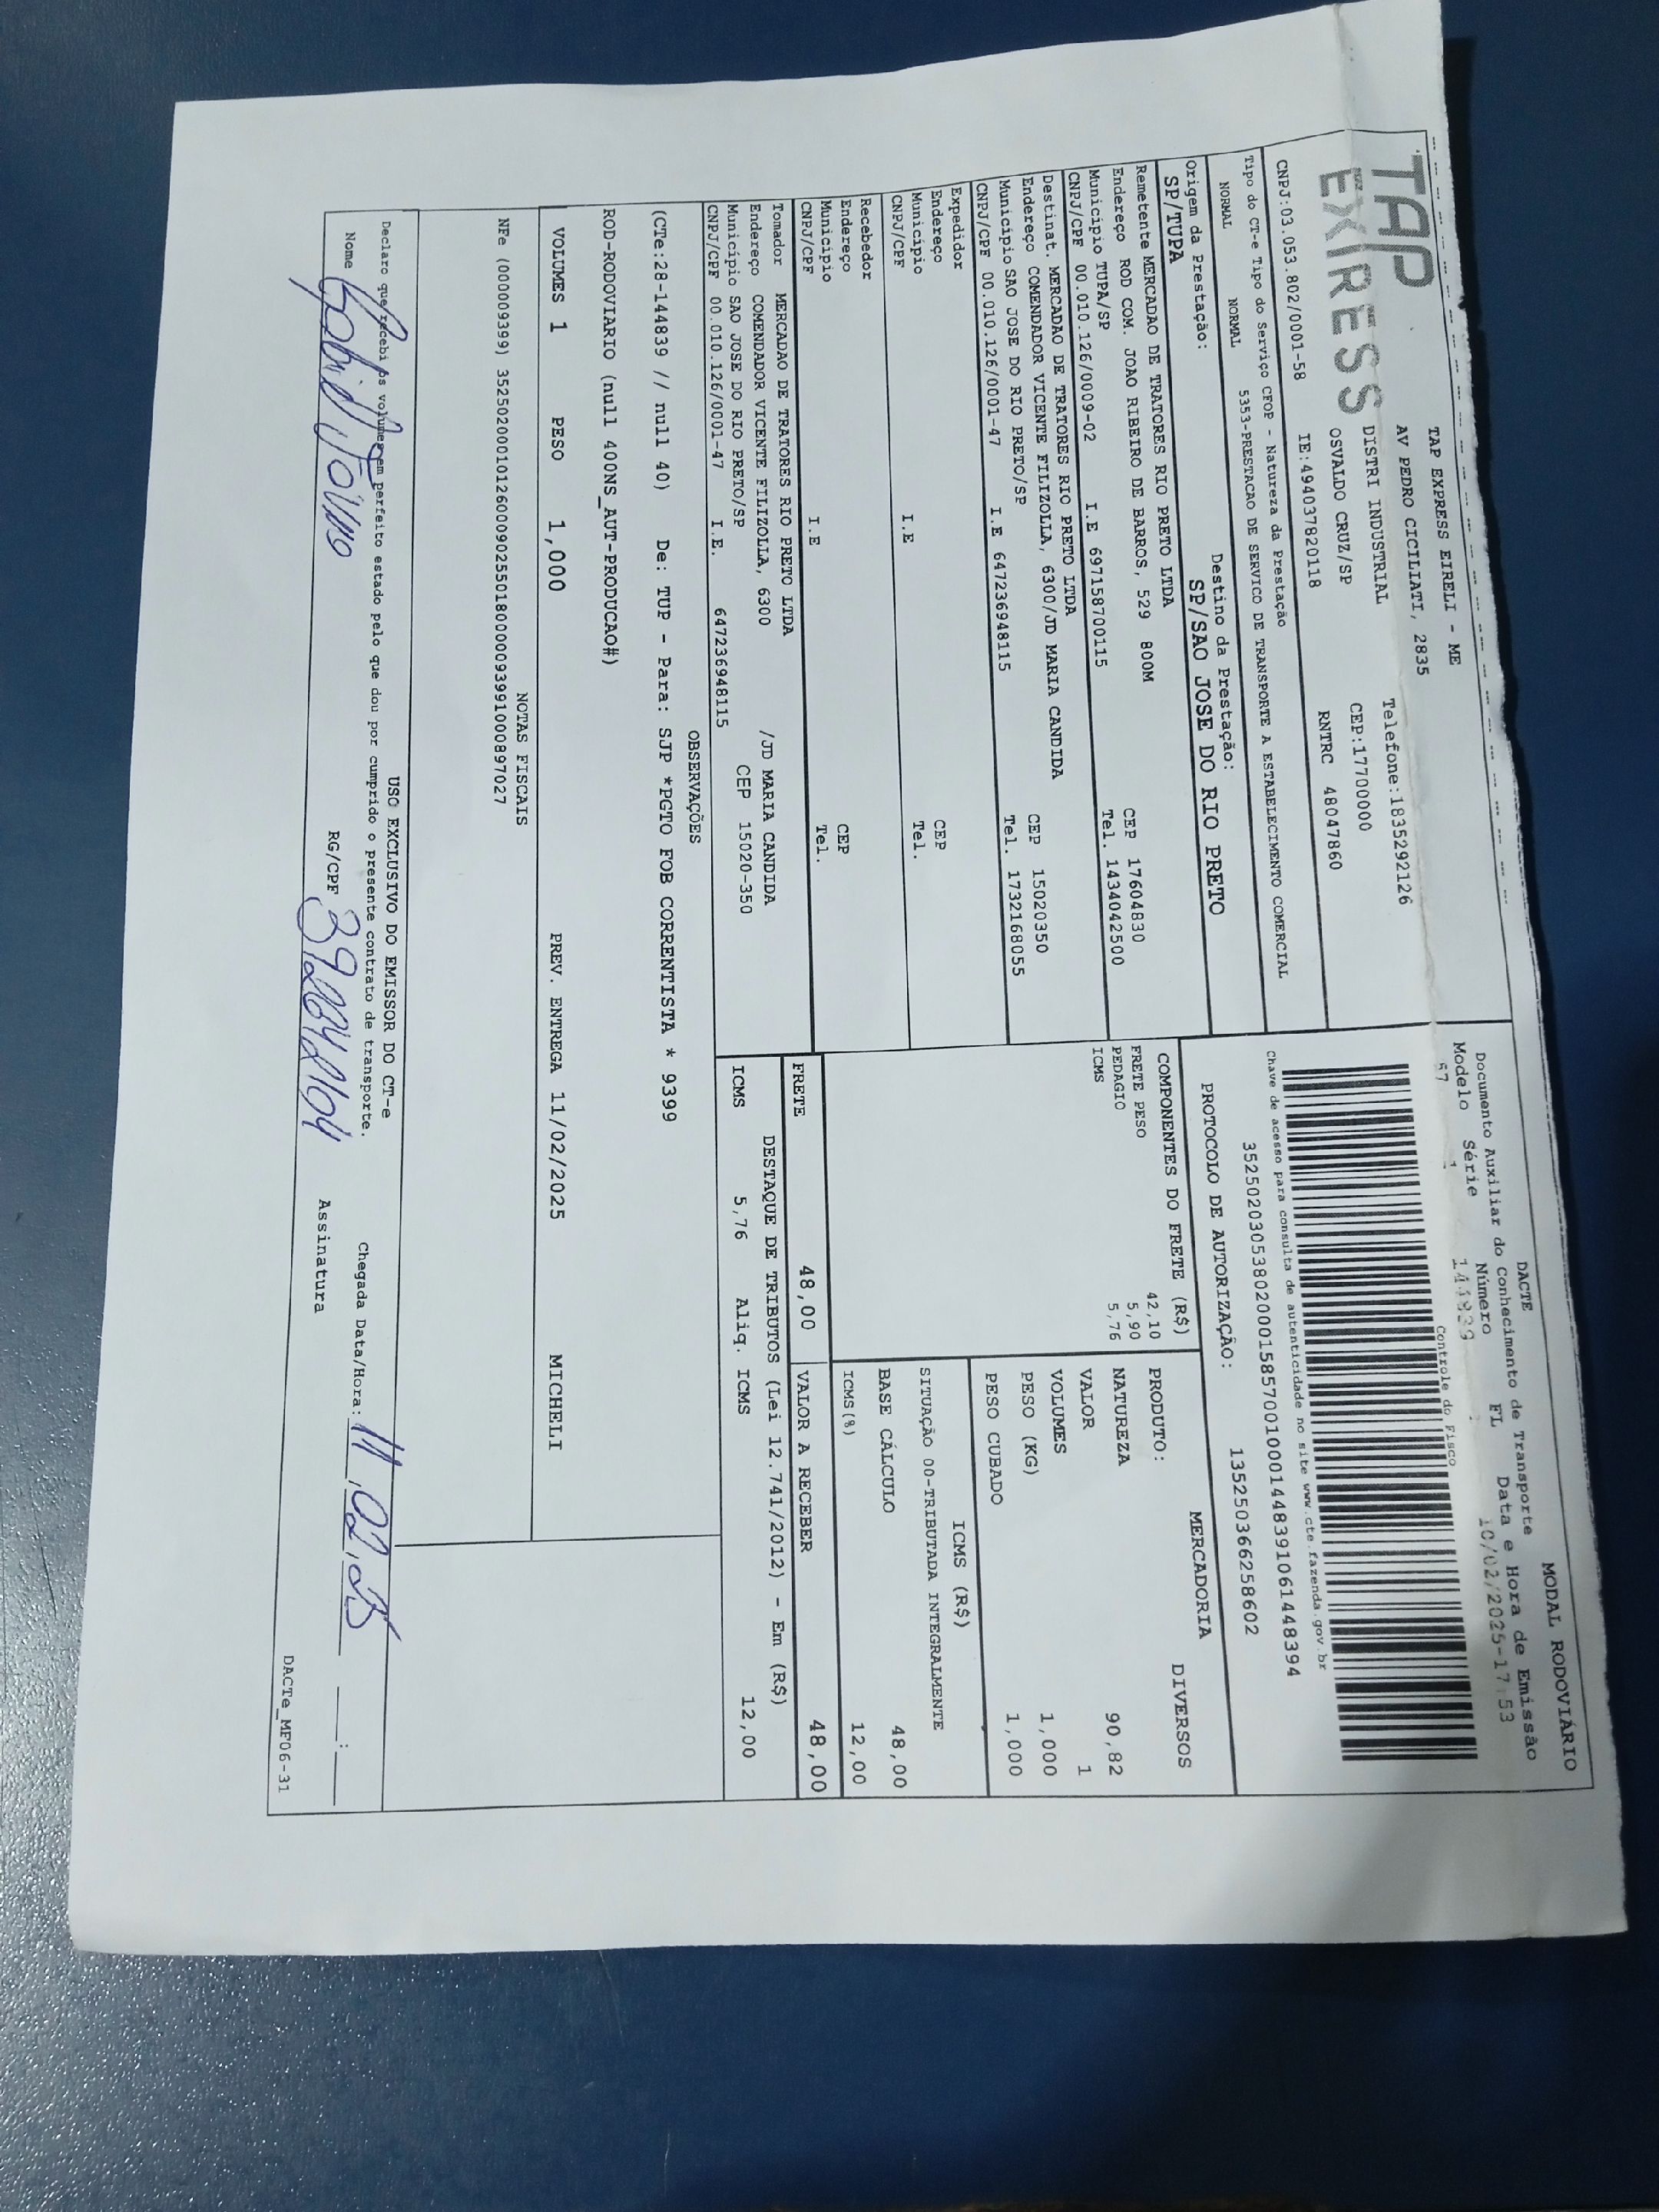 MODAL RODOVIÁRIO
DACTE
Documento Auxiliar do Conhecimento de Transporte
Modelo Série Número FL Data e Hora de Emissão
57 1 144839 10/02/2025-17:53
Controle do Fisco
TAP EXPRESS EIRELI - ME
AV PEDRO CICILIATI, 2835
DISTRI INDUSTRIAL
OSVALDO CRUZ/SP
TAP
EXPRESS
Telefone:1835292126
CEP:17700000
CNPJ:03.053.802/0001-58 IE:494037820118 RNTRC 48047860
Chave de acesso para consulta de autenticidade no site www.cte.fazenda.gov.br
35250203053802000158570010001448391061448394
Tipo do CT-e Tipo do Serviço CFOP - Natureza da Prestação
NORMAL NORMAL 5353-PRESTACAO DE SERVICO DE TRANSPORTE A ESTABELECIMENTO COMERCIAL
PROTOCOLO DE AUTORIZAÇÃO: 135250366258602
Origem da Prestação: Destino da Prestação:
SP/TUPA SP/SAO JOSE DO RIO PRETO
Remetente MERCADAO DE TRATORES RIO PRETO LTDA
Endereço ROD COM. JOAO RIBEIRO DE BARROS, 529 800M CEP 17604830
Município TUPA/SP Tel. 1434042500
CNPJ/CPF 00.010.126/0009-02 I.E 697158700115
Destinat. MERCADAO DE TRATORES RIO PRETO LTDA
Endereço COMENDADOR VICENTE FILIZOLLA, 6300/JD MARIA CANDIDA CEP 15020350
Município SAO JOSE DO RIO PRETO/SP Tel. 1732168055
CNPJ/CPF 00.010.126/0001-47 I.E 647236948115
Expedidor
Endereço CEP
Município Tel.
CNPJ/CPF I.E
Recebedor
Endereço CEP
Município Tel.
CNPJ/CPF I.E
Tomador MERCADAO DE TRATORES RIO PRETO LTDA
Endereço COMENDADOR VICENTE FILIZOLLA, 6300 /JD MARIA CANDIDA
Município SAO JOSE DO RIO PRETO/SP CEP 15020-350
CNPJ/CPF 00.010.126/0001-47 I.E. 647236948115
COMPONENTES DO FRETE (R$)
FRETE PESO 42,10
PEDAGIO 5,90
ICMS 5,76
MERCADORIA
PRODUTO: DIVERSOS
NATUREZA
VALOR 90,82
VOLUMES 1
PESO (KG) 1,000
PESO CUBADO 1,000
ICMS (R$)
SITUAÇÃO 00-TRIBUTADA INTEGRALMENTE
BASE CÁLCULO 48,00
ICMS(%) 12,00
FRETE 48,00 VALOR A RECEBER 48,00
DESTAQUE DE TRIBUTOS (Lei 12.741/2012) - Em (R$)
ICMS 5,76 Aliq. ICMS 12,00
OBSERVAÇÕES
(CTe:28-144839 // null 40) De: TUP - Para: SJP *PGTO FOB CORRENTISTA * 9399
ROD-RODOVIARIO (null 400NS_AUT-PRODUCAO#)
VOLUMES 1 PESO 1,000 PREV. ENTREGA 11/02/2025 MICHELI
NOTAS FISCAIS
NFe (000009399) 35250200010126000902550180000093991000897027
USO EXCLUSIVO DO EMISSOR DO CT-e
Declaro que recebi os volumes em perfeito estado pelo que dou por cumprido o presente contrato de transporte.
Chegada Data/Hora: 11.02.25 __:__
Nome RG/CPF Assinatura
DACTe_MF06-31